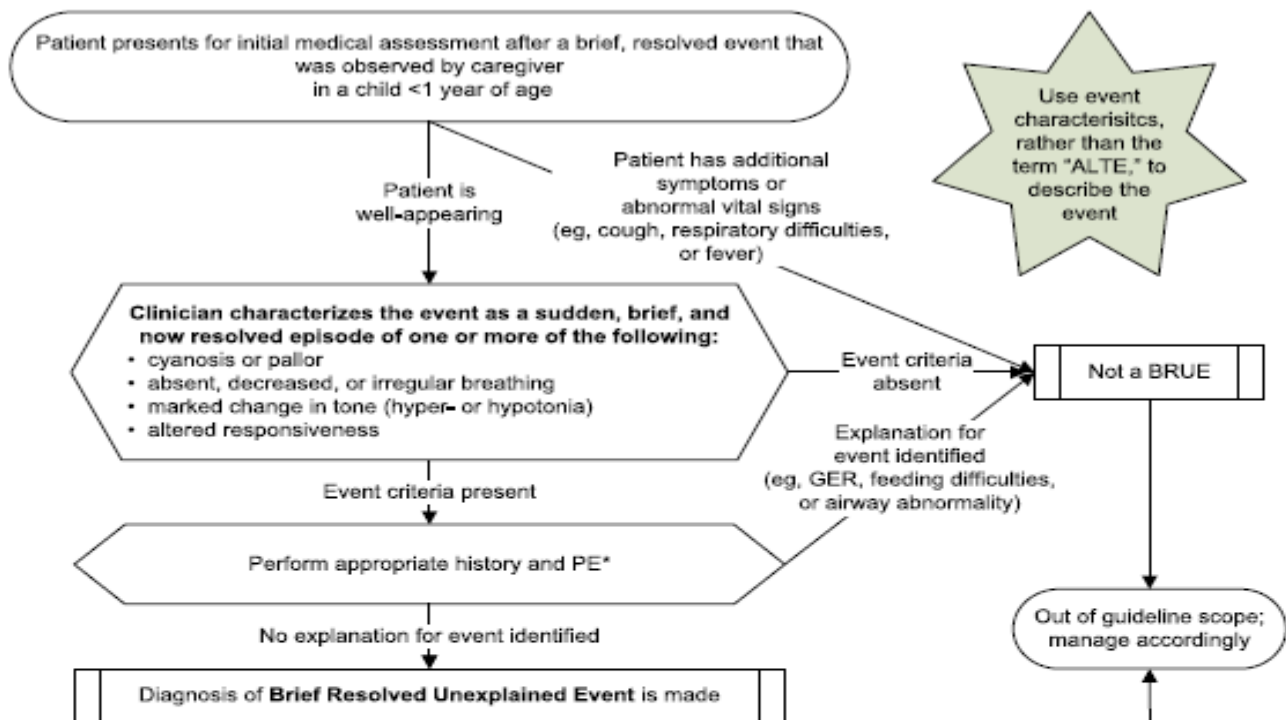 Patient presents for initial medical assessment after a brief, resolved event that
was observed by caregiver
in a child <1 year of age
Use event
characterisitcs,
rather than the
term "ALTE," to
describe the
event
Patient is
well-appearing
Patient has additional
symptoms or
abnormal vital signs
(eg, cough, respiratory difficulties,
or fever)
Clinician characterizes the event as a sudden, brief, and
now resolved episode of one or more of the following:
• cyanosis or pallor
• absent, decreased, or irregular breathing
• marked change in tone (hyper- or hypotonia)
• altered responsiveness
Event criteria
absent
Not a BRUE
Explanation for
event identified
(eg, GER, feeding difficulties,
or airway abnormality)
Event criteria present
Perform appropriate history and PE*
No explanation for event identified
Out of guideline scope;
manage accordingly
Diagnosis of Brief Resolved Unexplained Event is made